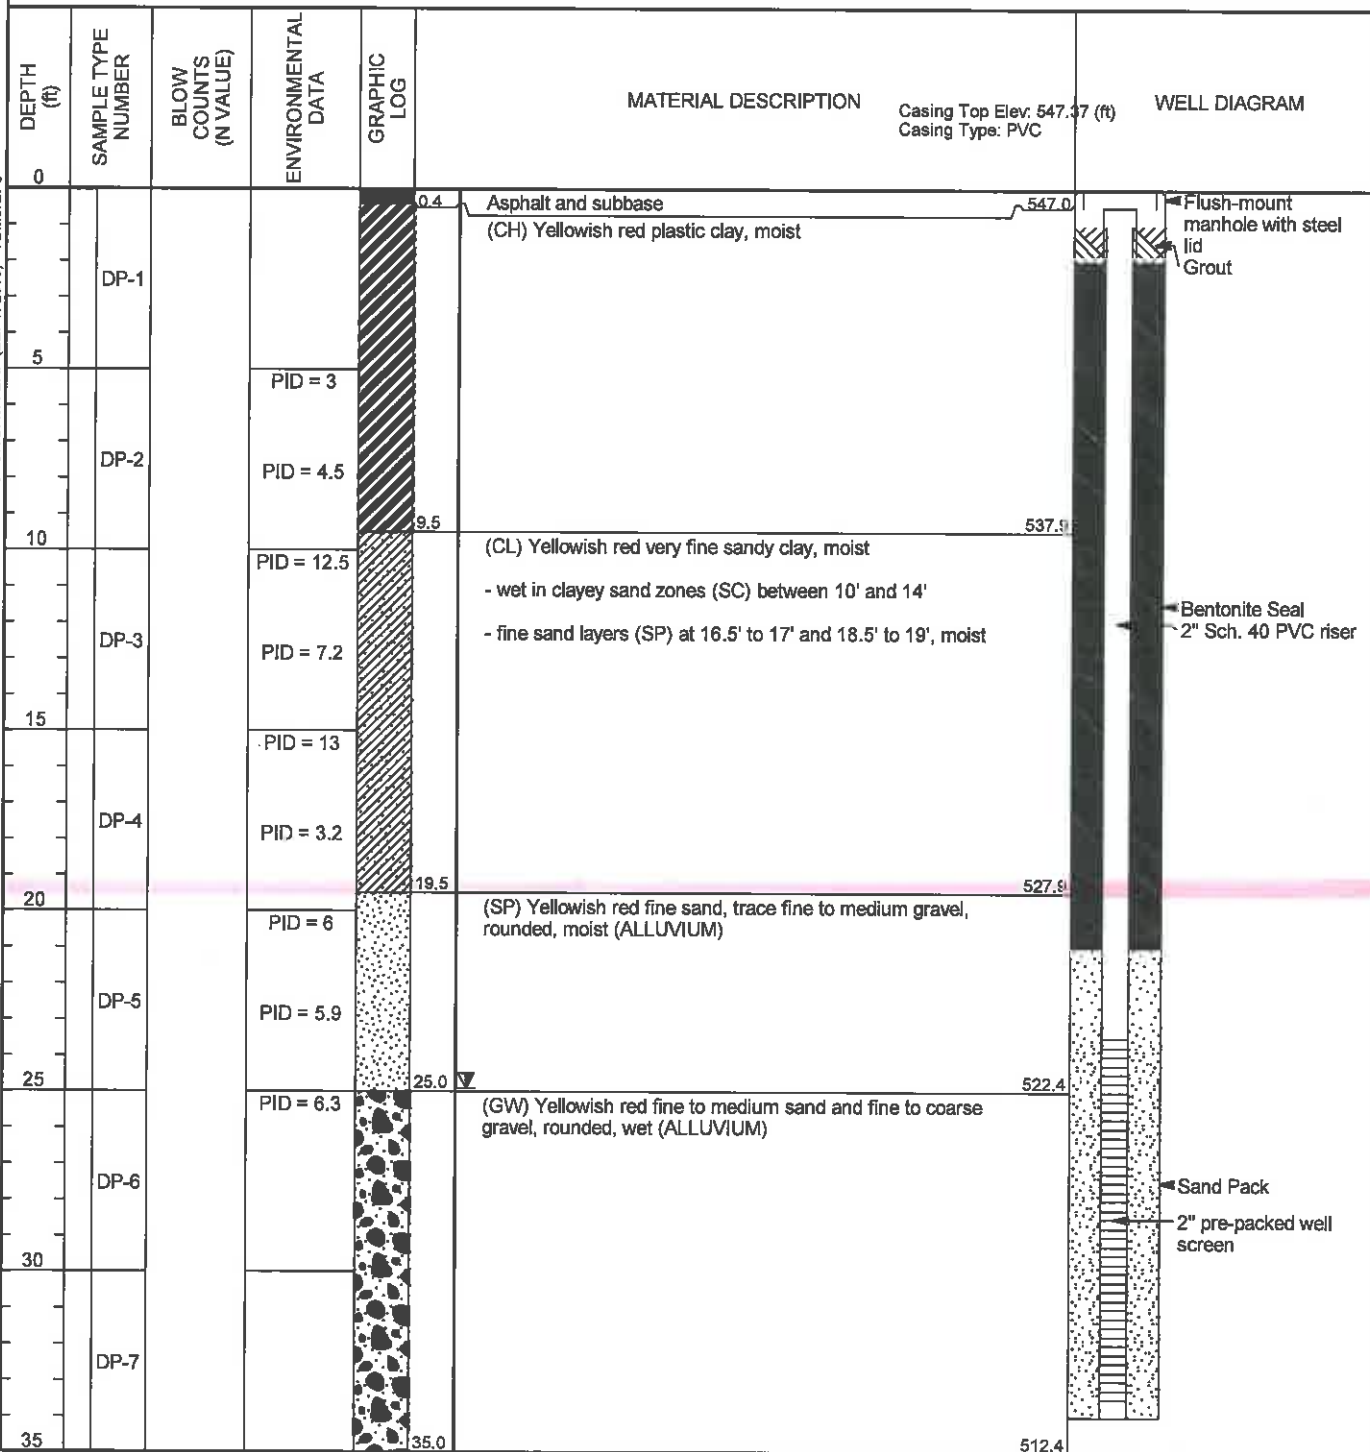 DEPTH
(ft)
SAMPLE TYPE
NUMBER
BLOW
COUNTS
(N VALUE)
ENVIRONMENTAL
DATA
GRAPHIC
LOG
MATERIAL DESCRIPTION
Casing Top Elev: 547.37 (ft)
Casing Type: PVC
WELL DIAGRAM
0
0.4
Asphalt and subbase
547.0
Flush-mount
manhole with steel
lid
Grout
(CH) Yellowish red plastic clay, moist
DP-1
5
PID = 3
DP-2
PID = 4.5
9.5
537.9
10
(CL) Yellowish red very fine sandy clay, moist
PID = 12.5
- wet in clayey sand zones (SC) between 10' and 14'
Bentonite Seal
2" Sch. 40 PVC riser
- fine sand layers (SP) at 16.5' to 17' and 18.5' to 19', moist
DP-3
PID = 7.2
15
PID = 13
DP-4
PID = 3.2
19.5
527.9
20
(SP) Yellowish red fine sand, trace fine to medium gravel,
rounded, moist (ALLUVIUM)
PID = 6
DP-5
PID = 5.9
25
25.0
522.4
PID = 6.3
(GW) Yellowish red fine to medium sand and fine to coarse
gravel, rounded, wet (ALLUVIUM)
DP-6
Sand Pack
2" pre-packed well
screen
30
DP-7
35
35.0
512.4